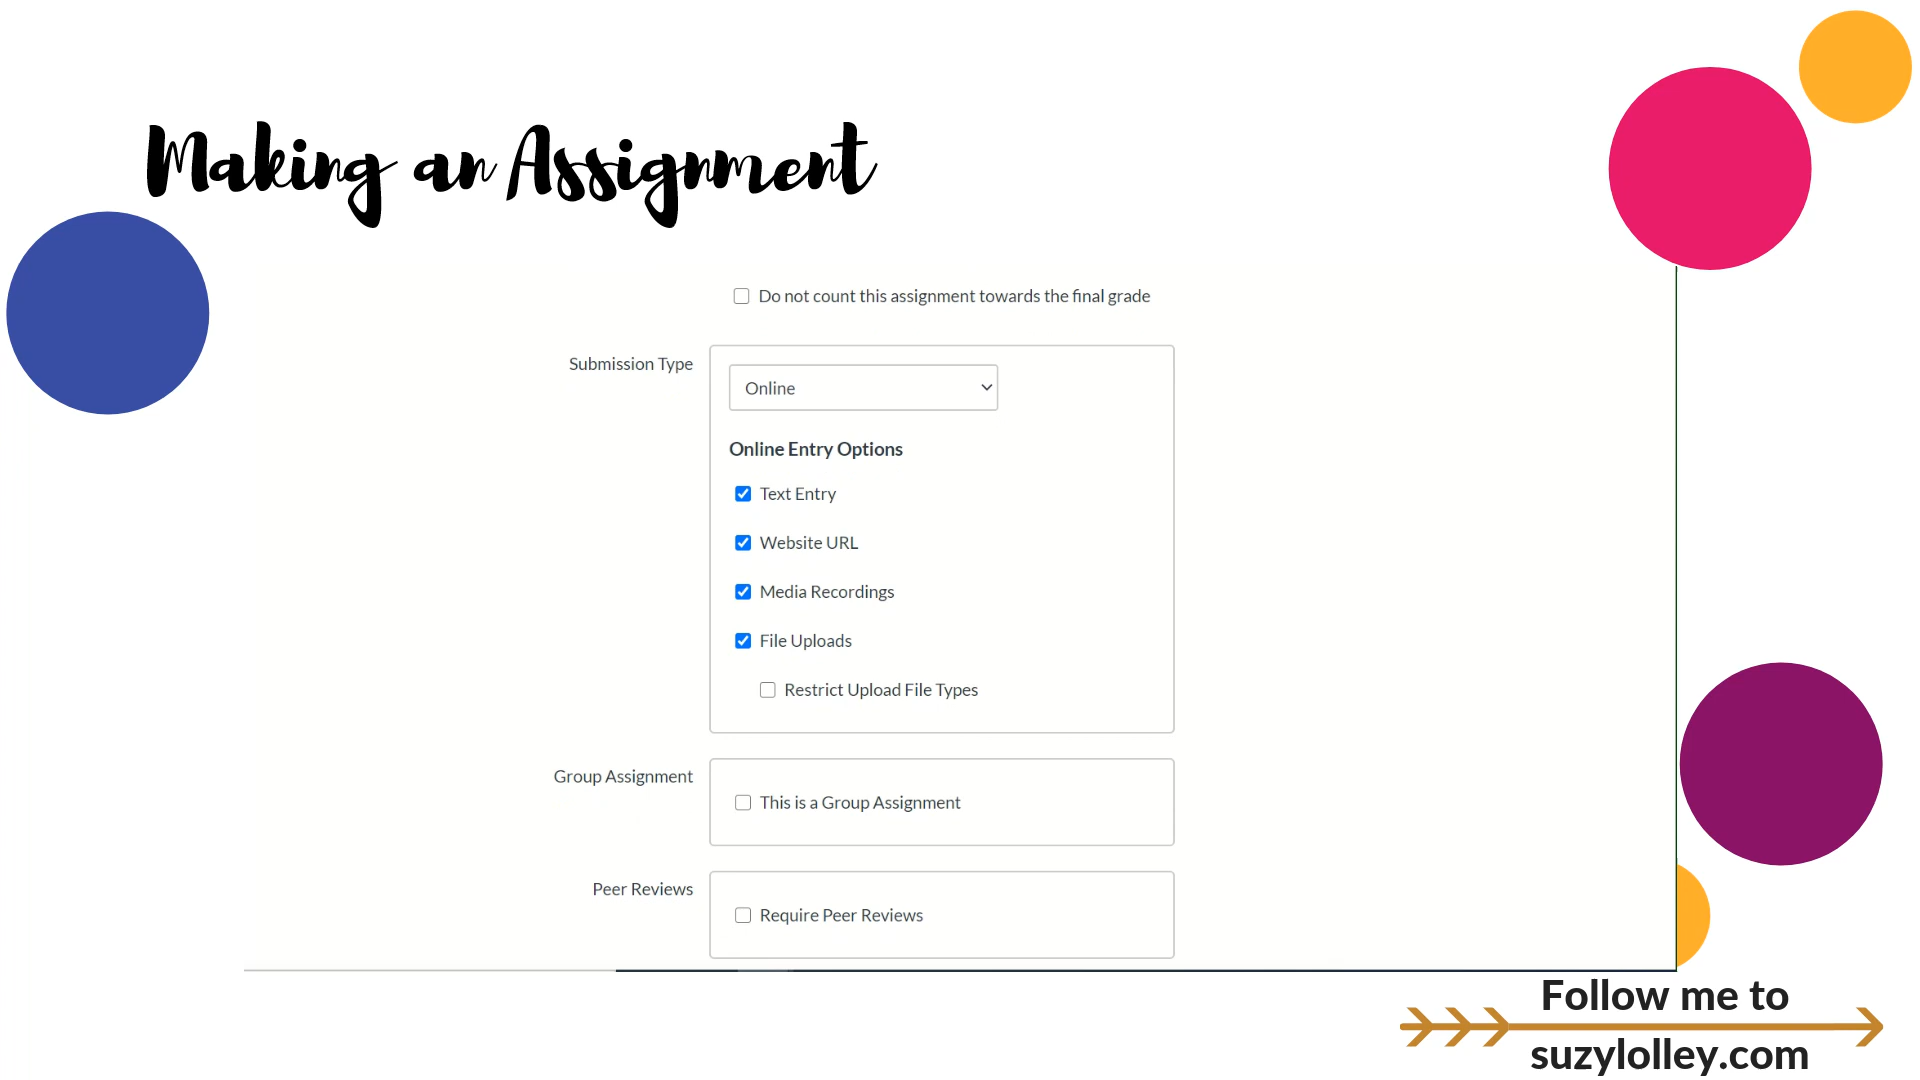 Making an Assignment
Do not count this assignment towards the final grade
Submission Type
Online
Online Entry Options
Text Entry
Website URL
Media Recordings
File Uploads
Restrict Upload File Types
Group Assignment
This is a Group Assignment
Peer Reviews
Require Peer Reviews
Follow me to
suzylolley.com